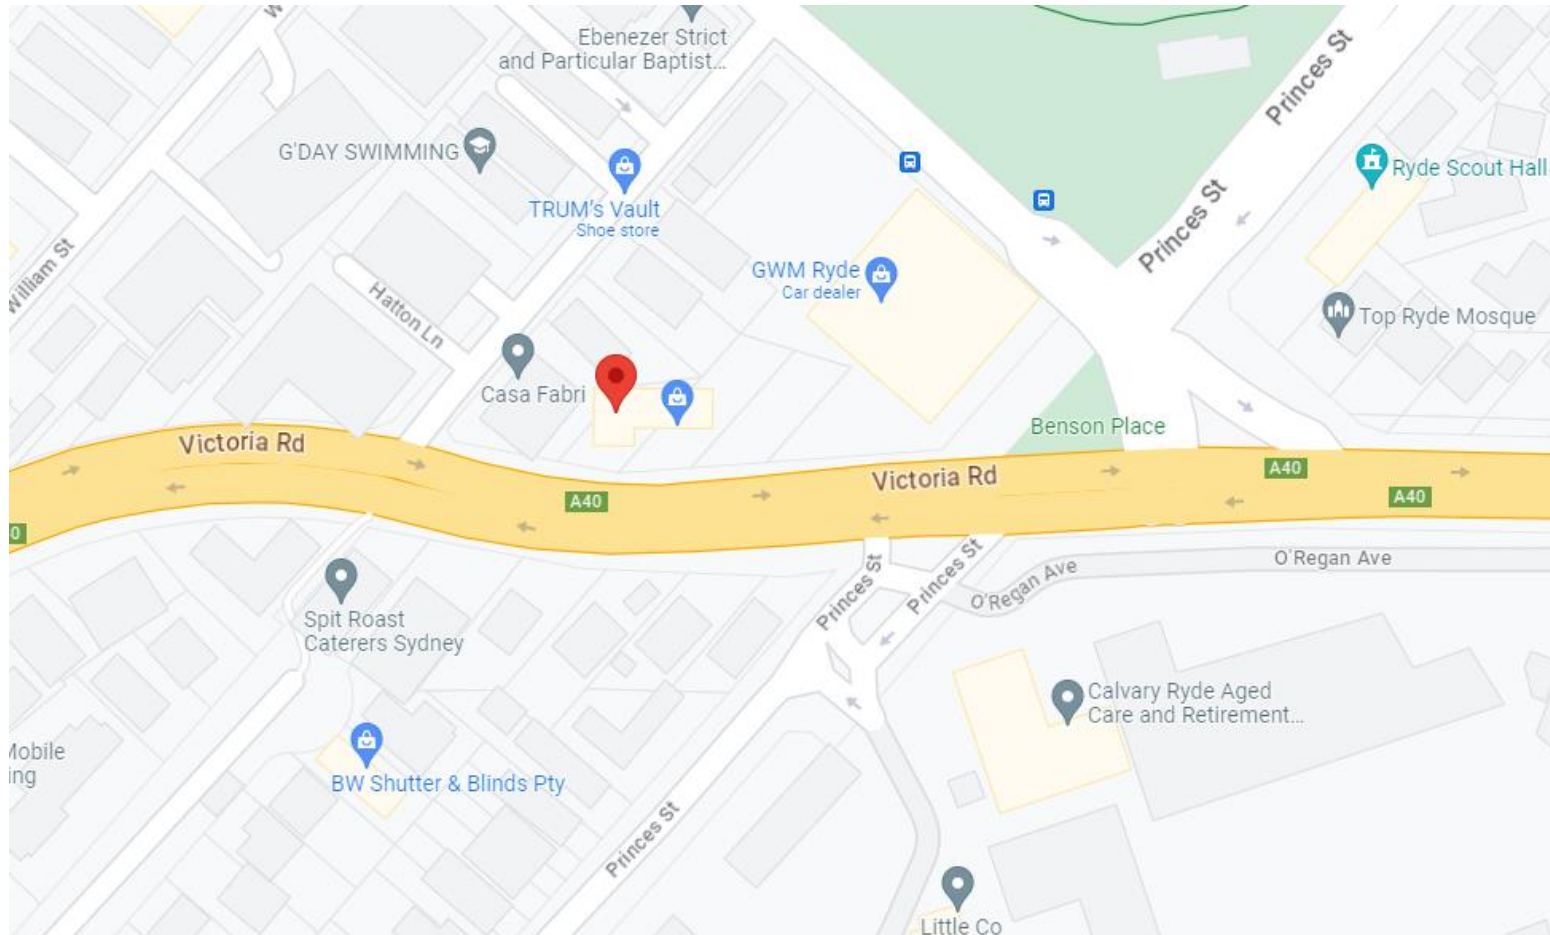 W
Ebenezer Strict
and Particular Baptist...
Princes St
G'DAY SWIMMING
Ryde Scout Hall
TRUM's Vault
Shoe store
Princes St
William St
GWM Ryde
Car dealer
Hatton Ln
Top Ryde Mosque
Casa Fabri
Benson Place
Victoria Rd
Victoria Rd
A40
A40
A40
0
Princes St
Princes St
O'Regan Ave
O'Regan Ave
Spit Roast
Caterers Sydney
Calvary Ryde Aged
Care and Retirement...
Mobile
ing
BW Shutter & Blinds Pty
Princes St
Little Co